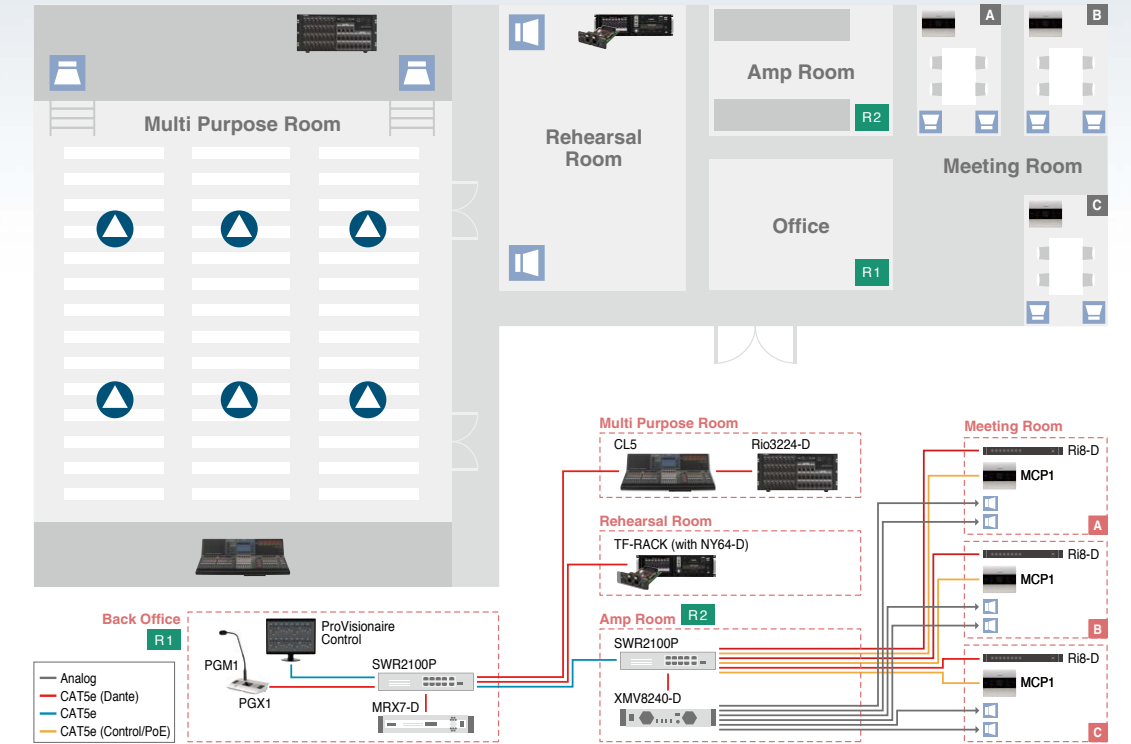 A
B
Amp Room
R2
Multi Purpose Room
Rehearsal
Room
Meeting Room
C
Office
R1
Multi Purpose Room
CL5
Rio3224-D
Rehearsal Room
TF-RACK (with NY64-D)
Amp Room
R2
SWR2100P
XMV8240-D
Meeting Room
Ri8-D
MCP1
A
Ri8-D
MCP1
B
Ri8-D
MCP1
C
Back Office
R1
ProVisionaire
Control
PGM1
PGX1
SWR2100P
MRX7-D
Analog
CAT5e (Dante)
CAT5e
CAT5e (Control/PoE)